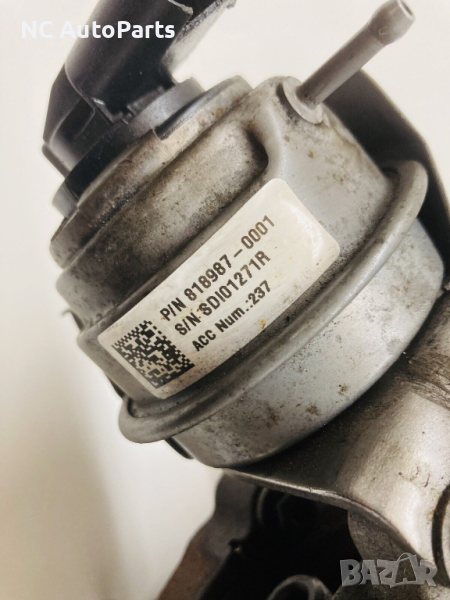 NC AutoParts
P/N 818987-0001
S/N SDI01271R
ACC Num.:237
BAZAR